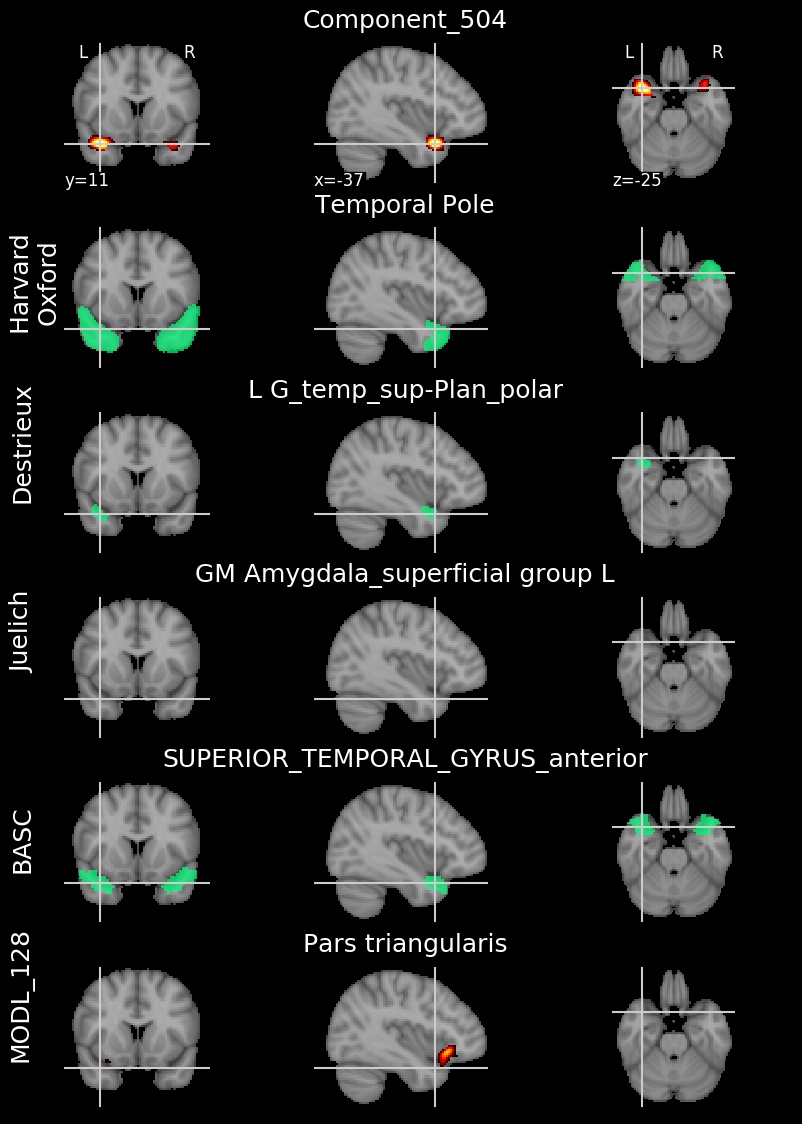 Component_504
L
R
L
R
y=11
x=-37
z=-25
Temporal Pole
Harvard
Oxford
L G_temp_sup-Plan_polar
Destrieux
GM Amygdala_superficial group L
Juelich
SUPERIOR_TEMPORAL_GYRUS_anterior
BASC
Pars triangularis
MODL_128